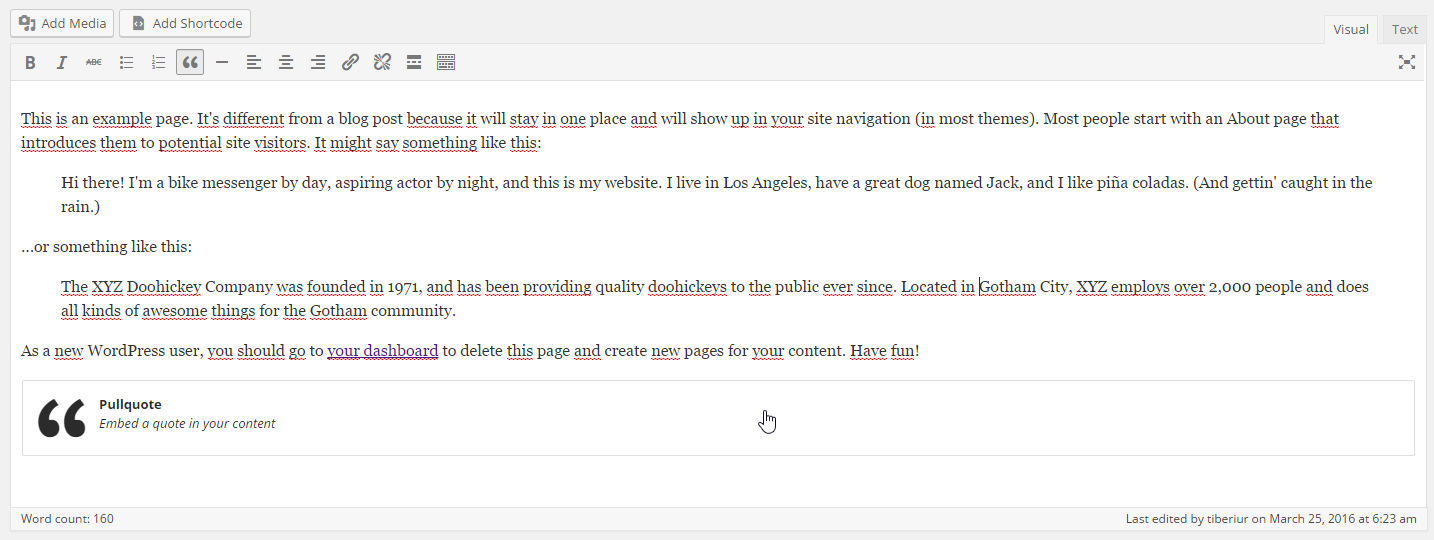 Add Media Add Shortcode
Visual Text
B I ABC
This is an example page. It's different from a blog post because it will stay in one place and will show up in your site navigation (in most themes). Most people start with an About page that
introduces them to potential site visitors. It might say something like this:
Hi there! I'm a bike messenger by day, aspiring actor by night, and this is my website. I live in Los Angeles, have a great dog named Jack, and I like piña coladas. (And gettin' caught in the
rain.)
...or something like this:
The XYZ Doohickey Company was founded in 1971, and has been providing quality doohickeys to the public ever since. Located in Gotham City, XYZ employs over 2,000 people and does
all kinds of awesome things for the Gotham community.
As a new WordPress user, you should go to your dashboard to delete this page and create new pages for your content. Have fun!
Pullquote
Embed a quote in your content
Word count: 160 Last edited by tiberiur on March 25, 2016 at 6:23 am